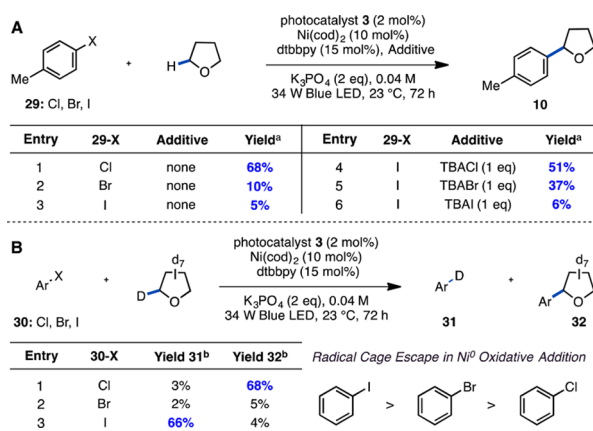 A
photocatalyst 3 (2 mol%)
Ni(cod)2 (10 mol%)
dtbbpy (15 mol%), Additive
K3PO4 (2 eq), 0.04 M
34 W Blue LED, 23 °C, 72 h
X
Me
+
H
O
Me
O
29: Cl, Br, I
10
Entry 29-X Additive Yieldª Entry 29-X Additive Yieldª
1 Cl none 68% 4 I TBACl (1 eq) 51%
2 Br none 10% 5 I TBABr (1 eq) 37%
3 I none 5% 6 I TBAI (1 eq) 6%
B
photocatalyst 3 (2 mol%)
Ni(cod)2 (10 mol%)
dtbbpy (15 mol%)
K3PO4 (2 eq), 0.04 M
34 W Blue LED, 23 °C, 72 h
Ar X
+
d7
D
O
Ar D
+
d7
Ar
O
30: Cl, Br, I
31
32
Entry 30-X Yield 31ᵇ Yield 32ᵇ
1 Cl 3% 68%
2 Br 2% 5%
3 I 66% 4%
Radical Cage Escape in Ni⁰ Oxidative Addition
I > Br > Cl